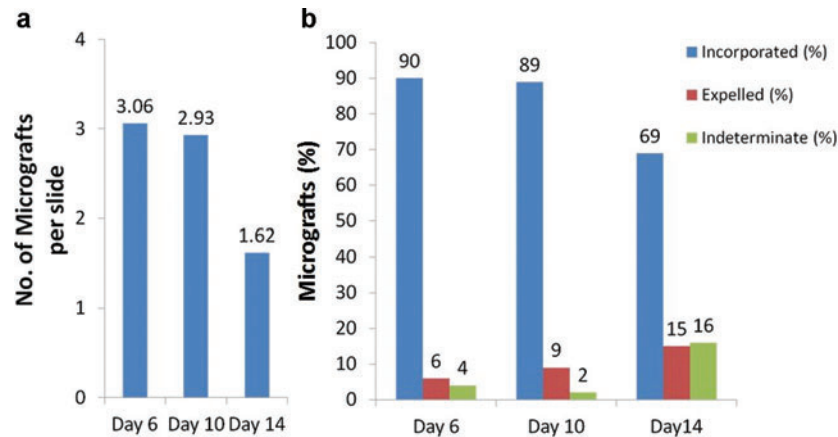 a
No. of Micrografts
per slide
4
3
2
1
0
3.06
2.93
1.62
Day 6 Day 10 Day 14
b
Micrografts (%)
100
90
80
70
60
50
40
30
20
10
0
90
6
4
89
9
2
69
15
16
Day 6 Day 10 Day14
Incorporated (%)
Expelled (%)
Indeterminate (%)